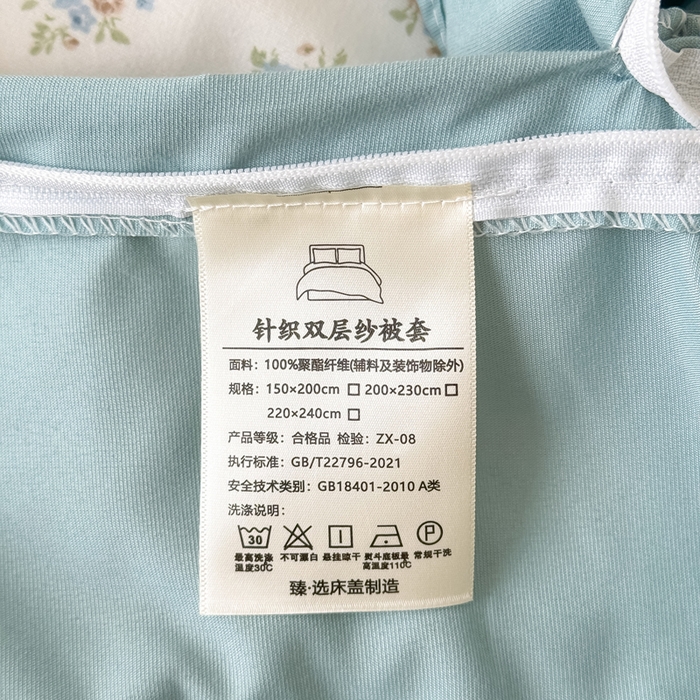 针织双层纱被套
面料：100%聚酯纤维(辅料及装饰物除外)
规格：150×200cm □ 200×230cm □
220×240cm □
产品等级：合格品 检验：ZX-08
执行标准：GB/T22796-2021
安全技术类别：GB18401-2010 A类
洗涤说明：
30 P
最高洗涤 不可漂白 悬挂晾干 熨斗底板最 常规干洗
温度30C 高温度110C
臻·选床盖制造